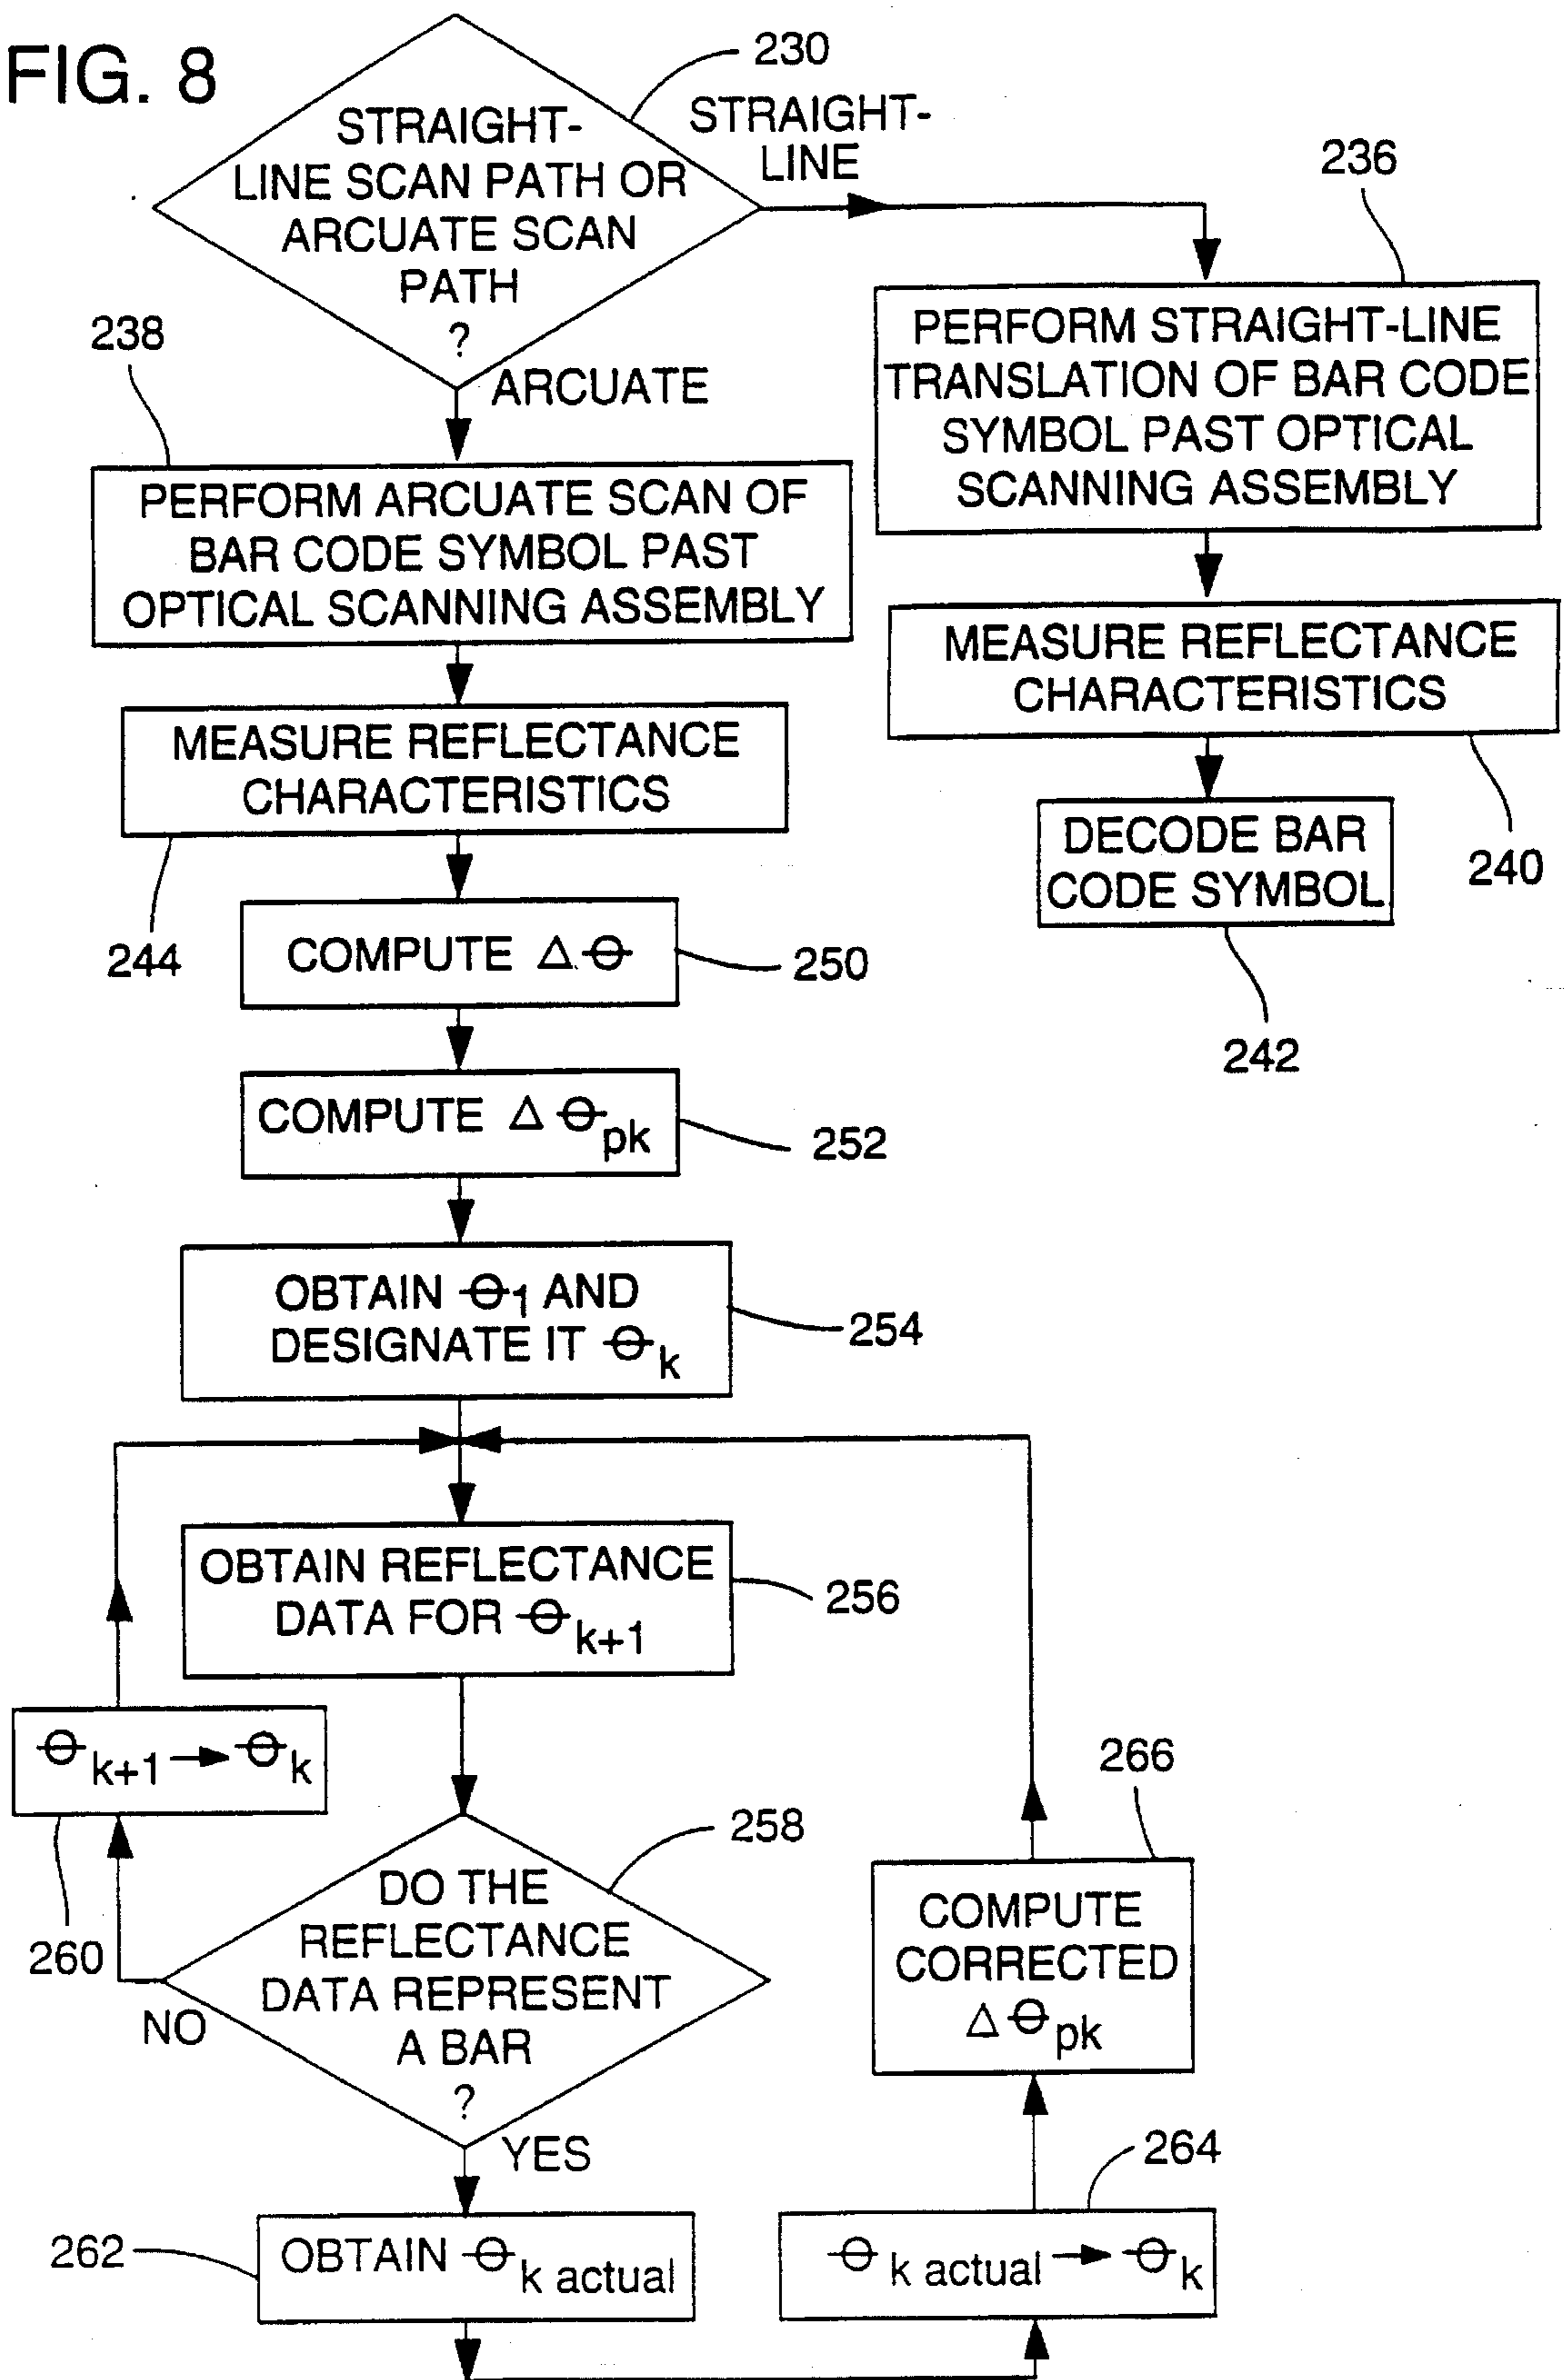 FIG. 8
230
STRAIGHT-
LINE SCAN PATH OR
ARCUATE SCAN
PATH
?
STRAIGHT-
LINE
ARCUATE
236
PERFORM STRAIGHT-LINE
TRANSLATION OF BAR CODE
SYMBOL PAST OPTICAL
SCANNING ASSEMBLY
MEASURE REFLECTANCE
CHARACTERISTICS
240
DECODE BAR
CODE SYMBOL
242
238
PERFORM ARCUATE SCAN OF
BAR CODE SYMBOL PAST
OPTICAL SCANNING ASSEMBLY
MEASURE REFLECTANCE
CHARACTERISTICS
244
COMPUTE Δ Θ
250
COMPUTE Δ Θpk
252
OBTAIN Θ1 AND
DESIGNATE IT Θk
254
OBTAIN REFLECTANCE
DATA FOR Θk+1
256
Θk+1 → Θk
260
258
DO THE
REFLECTANCE
DATA REPRESENT
A BAR
?
NO
YES
262
OBTAIN Θk actual
264
Θk actual → Θk
266
COMPUTE
CORRECTED
Δ Θpk